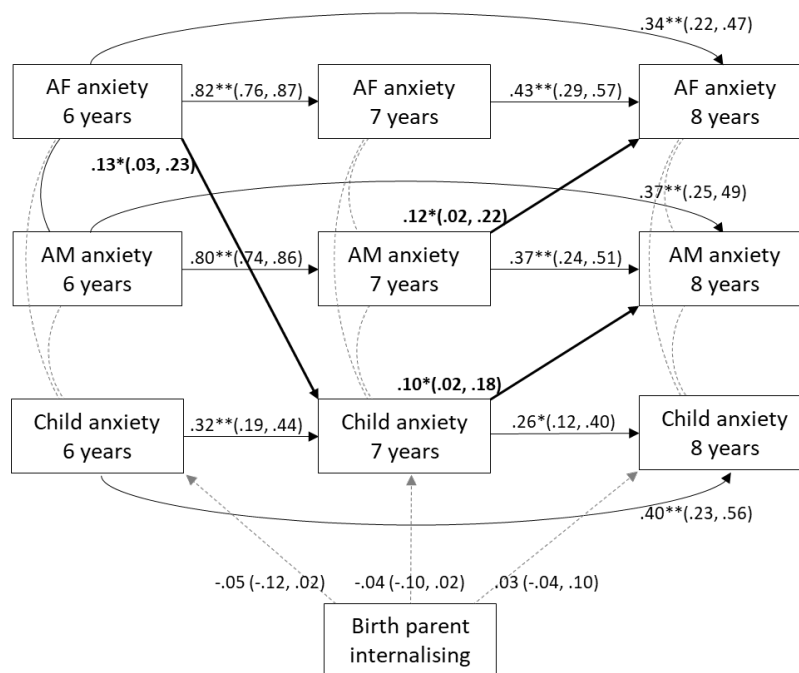 .34**(.22, .47)
AF anxiety
6 years
.82**(.76, .87)
AF anxiety
7 years
.43**(.29, .57)
AF anxiety
8 years
.13*(.03, .23)
.12*(.02, .22)
.37**(.25, 49)
AM anxiety
6 years
.80**(.74, .86)
AM anxiety
7 years
.37**(.24, .51)
AM anxiety
8 years
.10*(.02, .18)
Child anxiety
6 years
.32**(.19, .44)
Child anxiety
7 years
.26*(.12, .40)
Child anxiety
8 years
.40**(.23, .56)
-.05 (-.12, .02)
-.04 (-.10, .02)
.03 (-.04, .10)
Birth parent
internalising